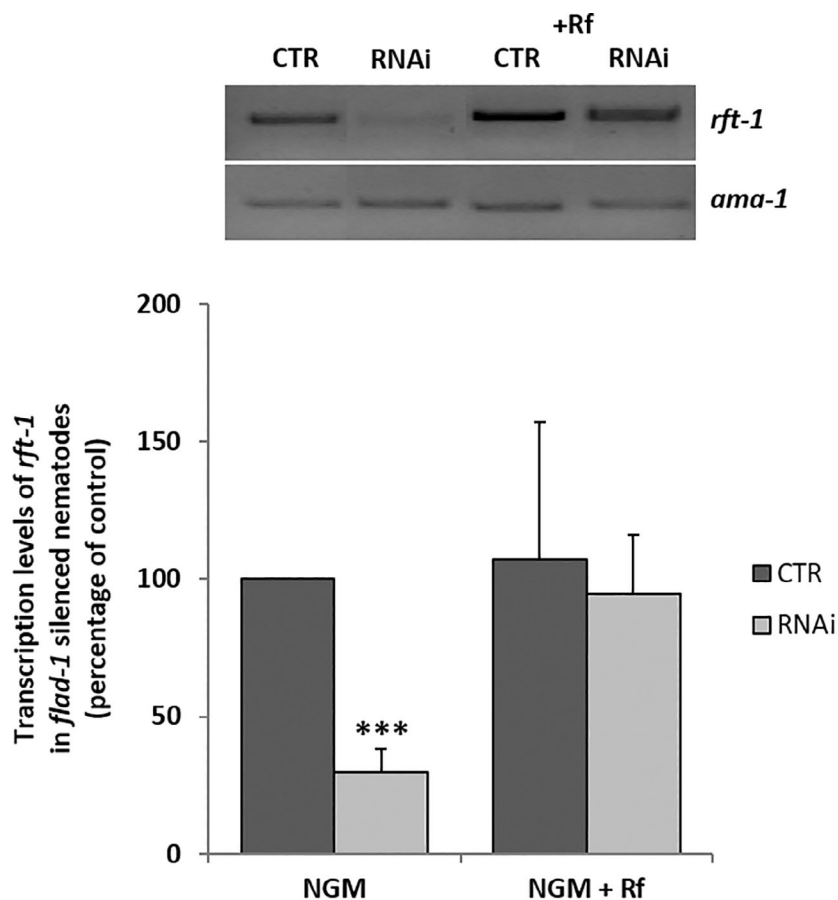 +Rf
CTR RNAi CTR RNAi
rft-1
ama-1
Transcription levels of rft-1
in flad-1 silenced nematodes
(percentage of control)
200
150
100
50
0
***
NGM NGM + Rf
CTR
RNAi